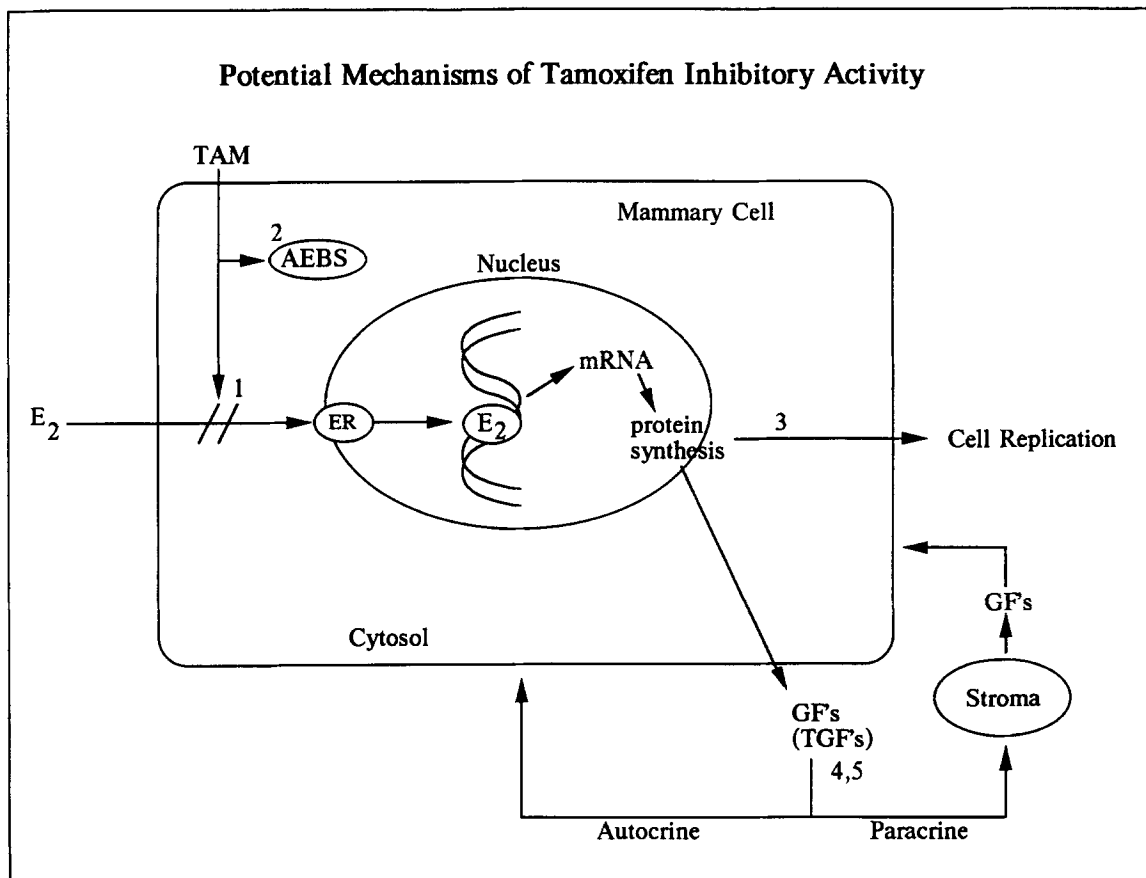 Potential Mechanisms of Tamoxifen Inhibitory Activity
TAM
Mammary Cell
2
AEBS
Nucleus
mRNA
1
E2
ER
E2
protein
synthesis
3
Cell Replication
GF's
Cytosol
Stroma
GF's
(TGF's)
4,5
Autocrine
Paracrine